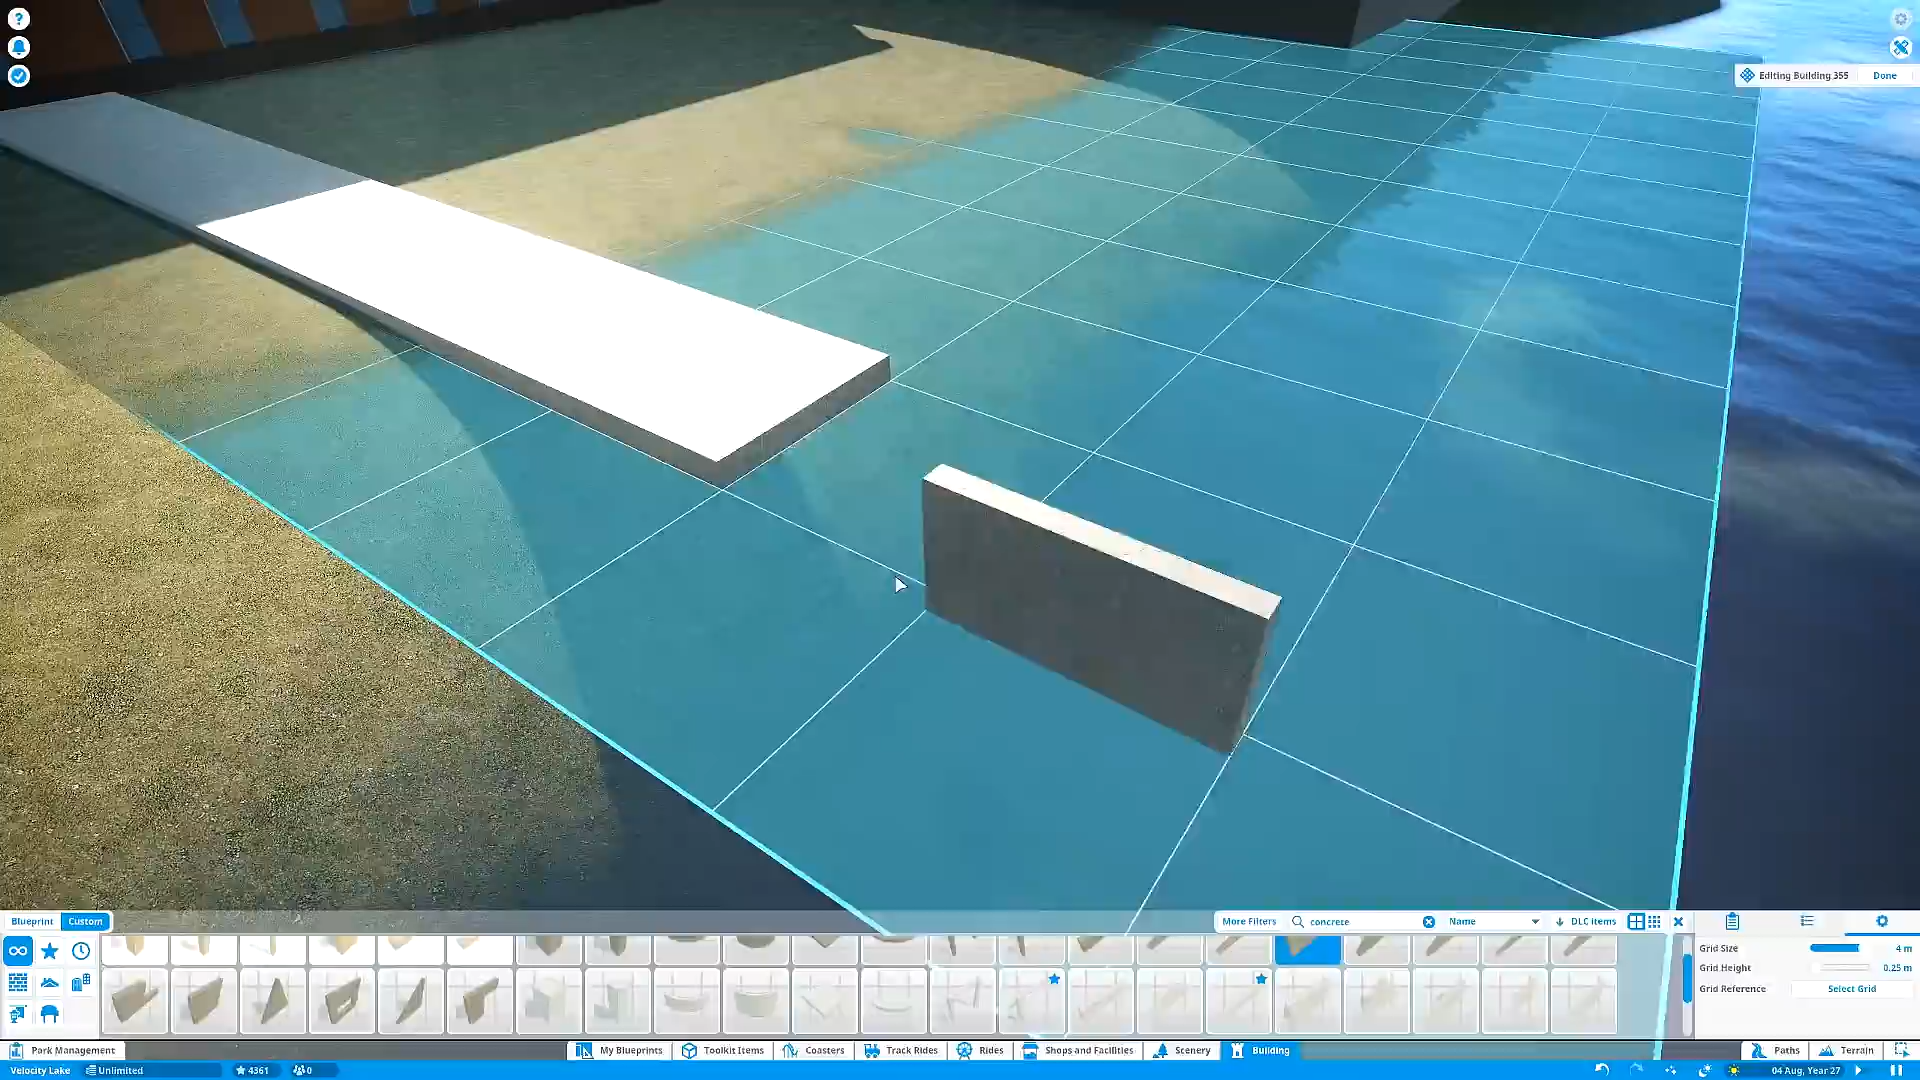 ?
Editing Building 355 Done
Blueprint Custom More Filters concrete Name DLC items
Grid Size 4 m
Grid Height 0.25 m
Grid Reference Select Grid
Park Management My Blueprints Toolkit Items Coasters Track Rides Rides Shops and Facilities Scenery Building Paths Terrain
Velocity Lake Unlimited 4361 0 04 Aug, Year 27